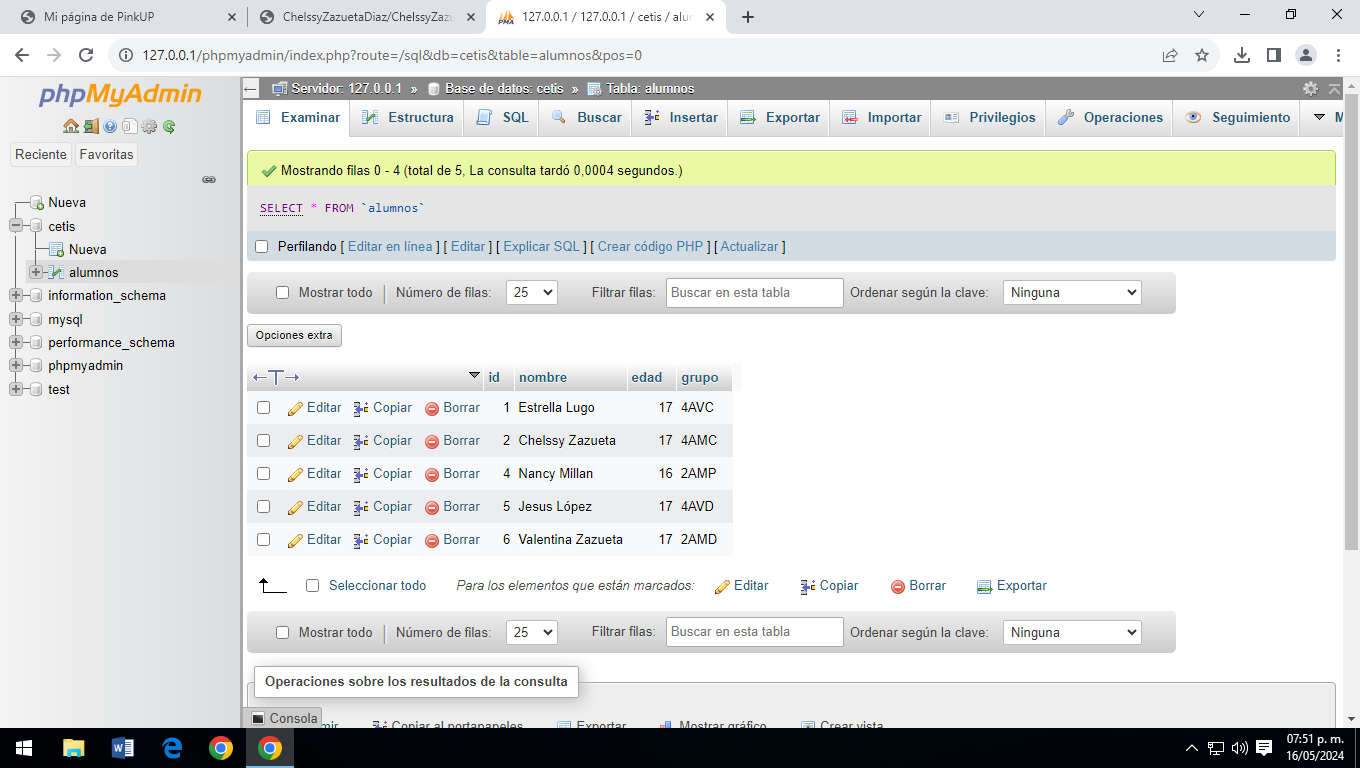 Mi página de PinkUP
ChelssyZazuetaDiaz/ChelssyZazu
127.0.0.1 / 127.0.0.1 / cetis / alum
127.0.0.1/phpmyadmin/index.php?route=/sql&db=cetis&table=alumnos&pos=0
phpMyAdmin
Reciente Favoritas
Nueva
cetis
Nueva
alumnos
information_schema
mysql
performance_schema
phpmyadmin
test
Servidor: 127.0.0.1 » Base de datos: cetis » Tabla: alumnos
Examinar Estructura SQL Buscar Insertar Exportar Importar Privilegios Operaciones Seguimiento M
Mostrando filas 0 - 4 (total de 5, La consulta tardó 0,0004 segundos.)
SELECT * FROM `alumnos`
Perfilando [ Editar en línea ] [ Editar ] [ Explicar SQL ] [ Crear código PHP ] [ Actualizar ]
Mostrar todo | Número de filas: 25 Filtrar filas: Buscar en esta tabla Ordenar según la clave: Ninguna
Opciones extra
←T→ id nombre edad grupo
Editar Copiar Borrar 1 Estrella Lugo 17 4AVC
Editar Copiar Borrar 2 Chelssy Zazueta 17 4AMC
Editar Copiar Borrar 4 Nancy Millan 16 2AMP
Editar Copiar Borrar 5 Jesus López 17 4AVD
Editar Copiar Borrar 6 Valentina Zazueta 17 2AMD
Seleccionar todo Para los elementos que están marcados: Editar Copiar Borrar Exportar
Mostrar todo | Número de filas: 25 Filtrar filas: Buscar en esta tabla Ordenar según la clave: Ninguna
Operaciones sobre los resultados de la consulta
Consola
Copiar al portapapeles Exportar Mostrar gráfico Crear vista
07:51 p. m.
16/05/2024